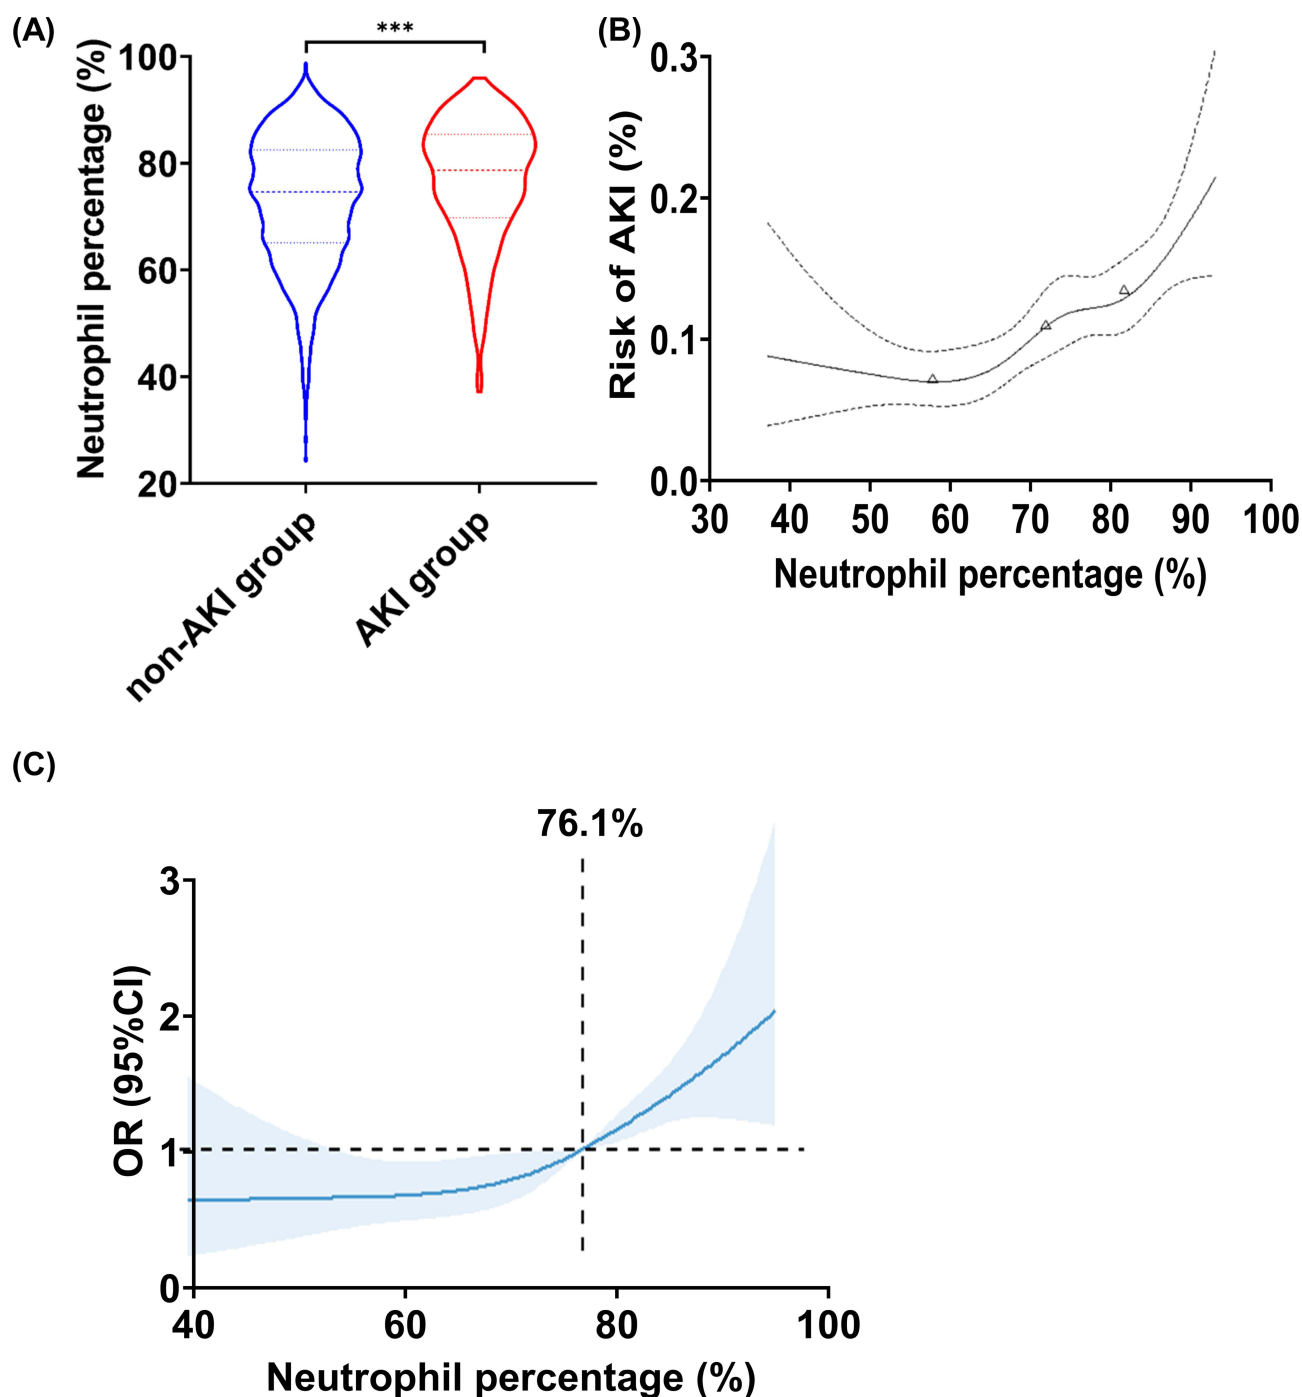 (A)
***
Neutrophil percentage (%)
100
80
60
40
20
non-AKI group
AKI group
(B)
Risk of AKI (%)
0.3
0.2
0.1
0.0
30 40 50 60 70 80 90 100
Neutrophil percentage (%)
(C)
76.1%
OR (95%CI)
3
2
1
0
40 60 80 100
Neutrophil percentage (%)